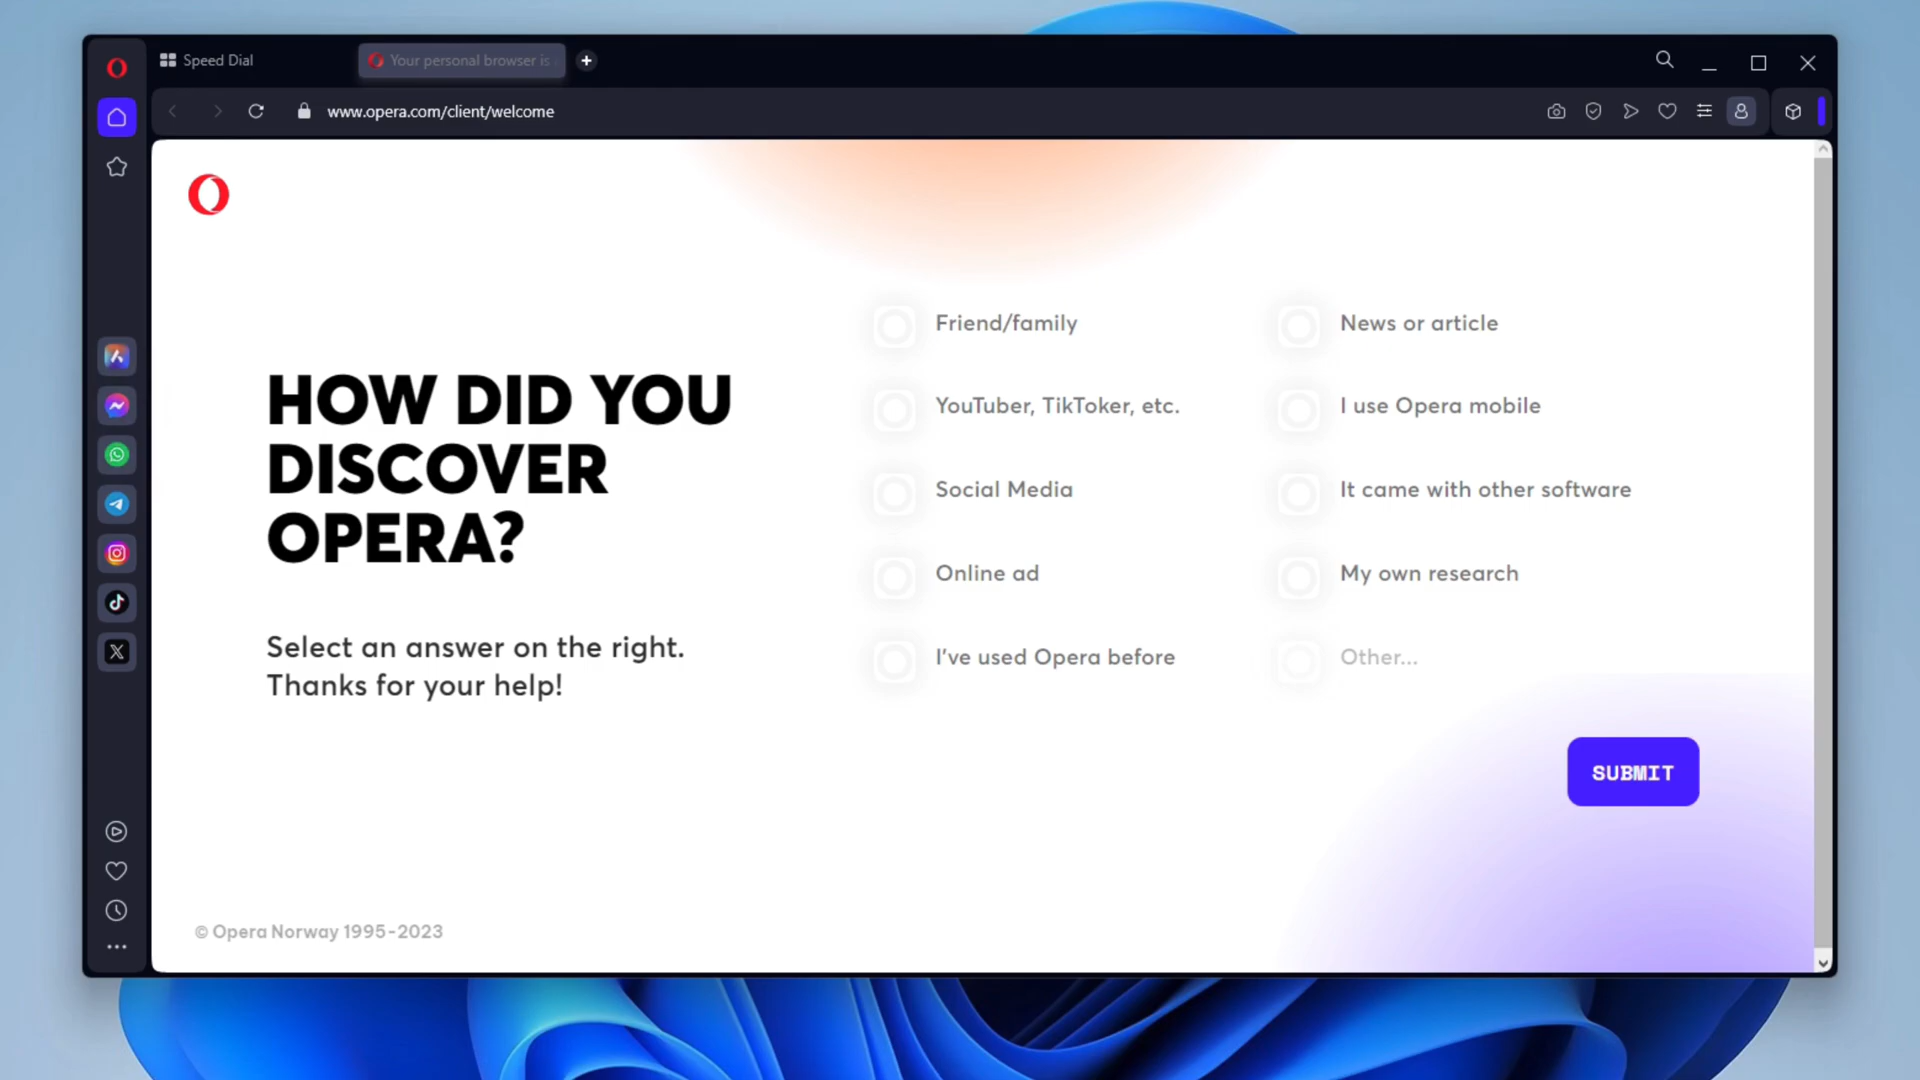 Speed Dial
Your personal browser is
www.opera.com/client/welcome
HOW DID YOU
DISCOVER
OPERA?
Select an answer on the right.
Thanks for your help!
Friend/family
YouTuber, TikToker, etc.
Social Media
Online ad
I've used Opera before
News or article
I use Opera mobile
It came with other software
My own research
Other...
SUBMIT
© Opera Norway 1995-2023